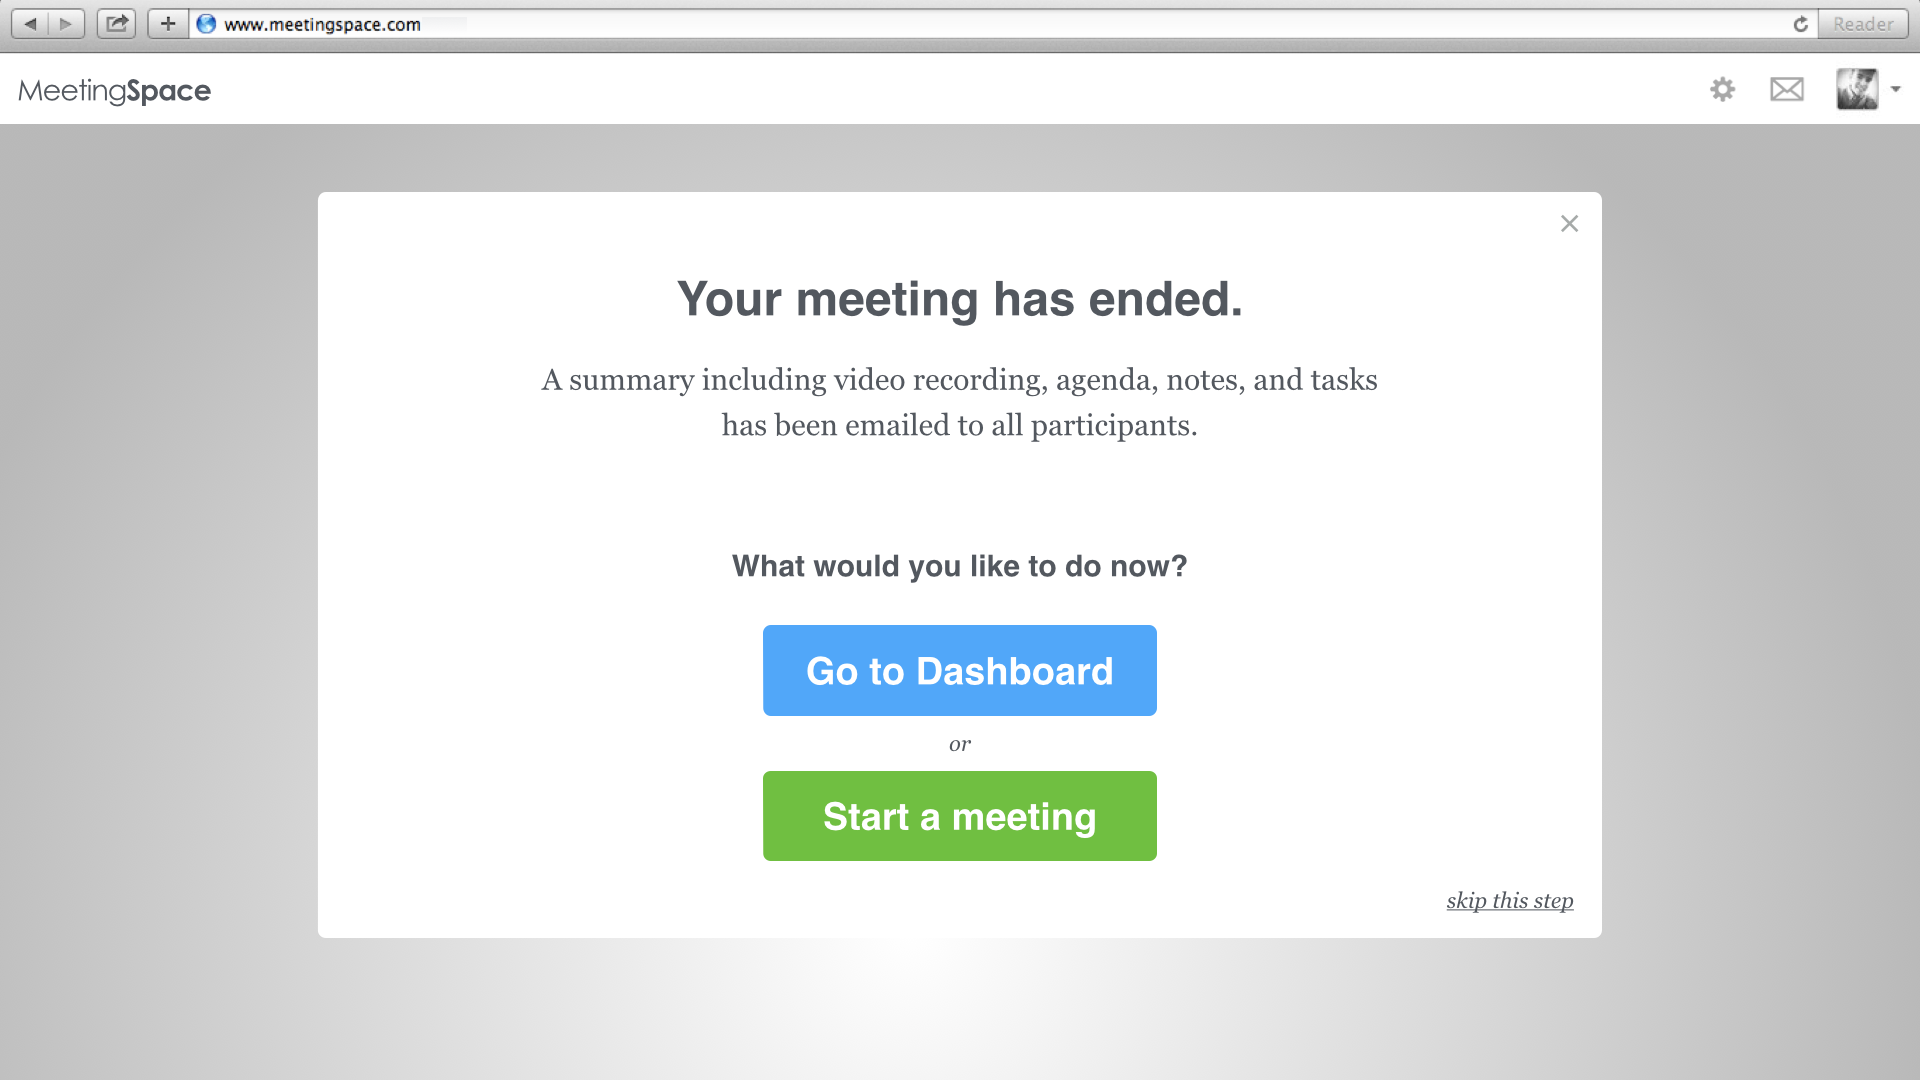 www.meetingspace.com
Reader
MeetingSpace
Your meeting has ended.
A summary including video recording, agenda, notes, and tasks
has been emailed to all participants.
What would you like to do now?
Go to Dashboard
or
Start a meeting
skip this step